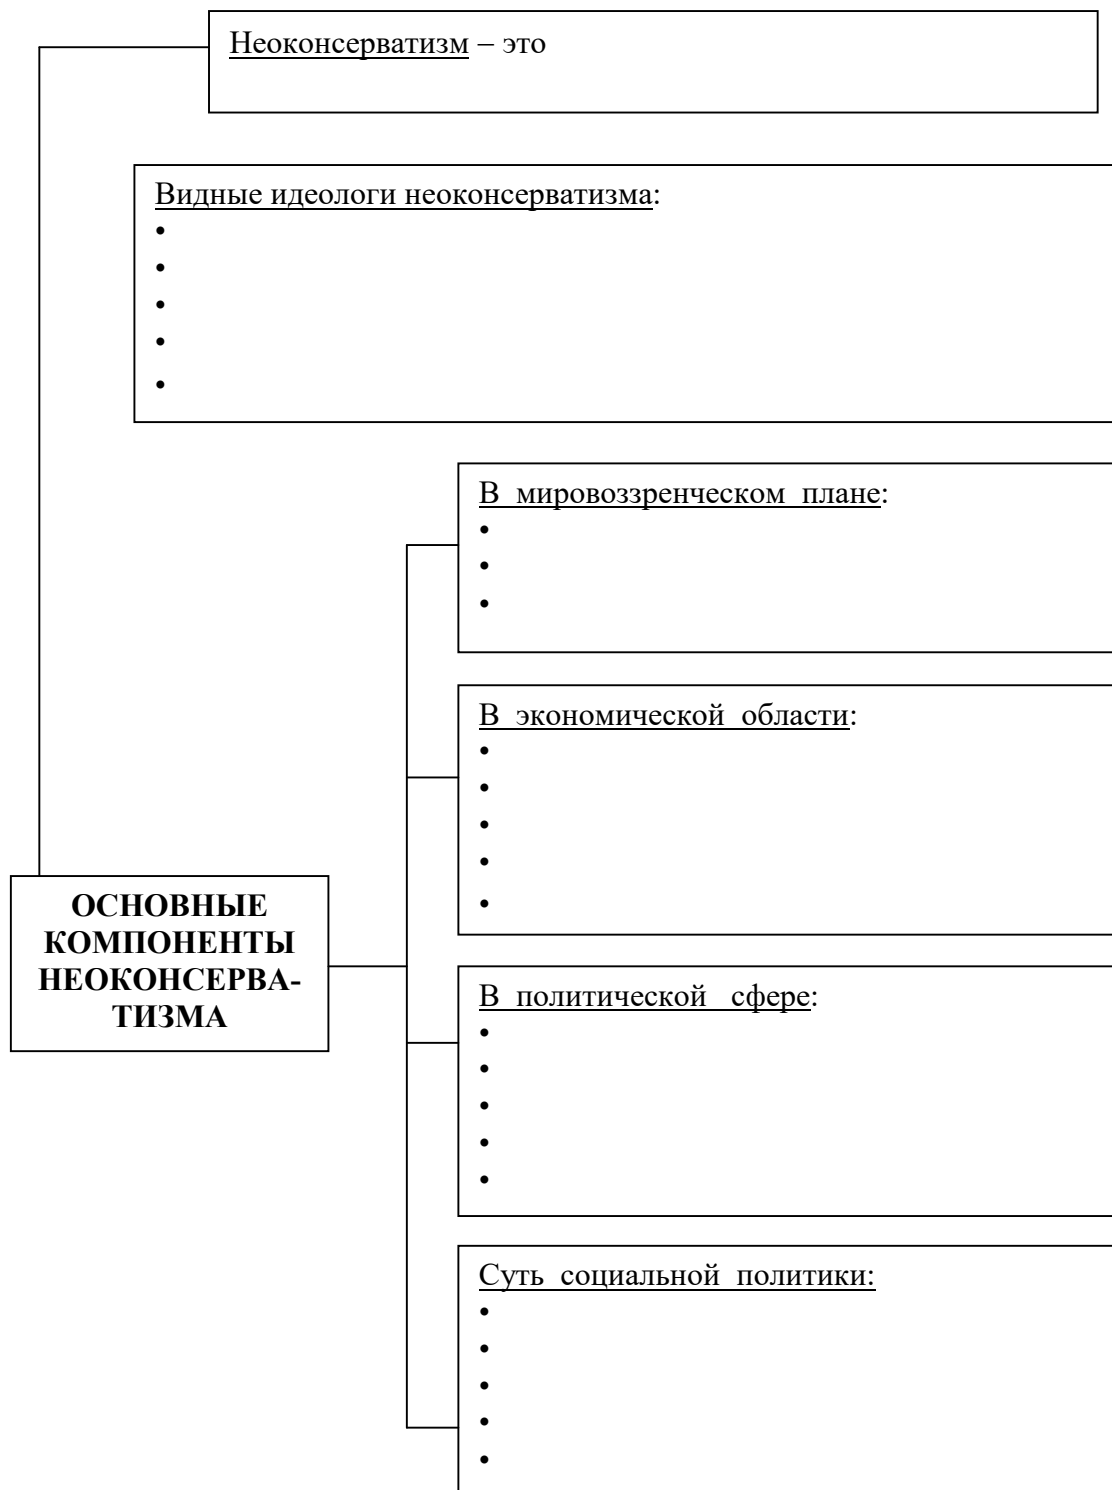 Неоконсерватизм – это
Видные идеологи неоконсерватизма:
•
•
•
•
•
В мировоззренческом плане:
•
•
•
В экономической области:
•
•
•
•
•
ОСНОВНЫЕ
КОМПОНЕНТЫ
НЕОКОНСЕРВА-
ТИЗМА
В политической сфере:
•
•
•
•
•
Суть социальной политики:
•
•
•
•
•